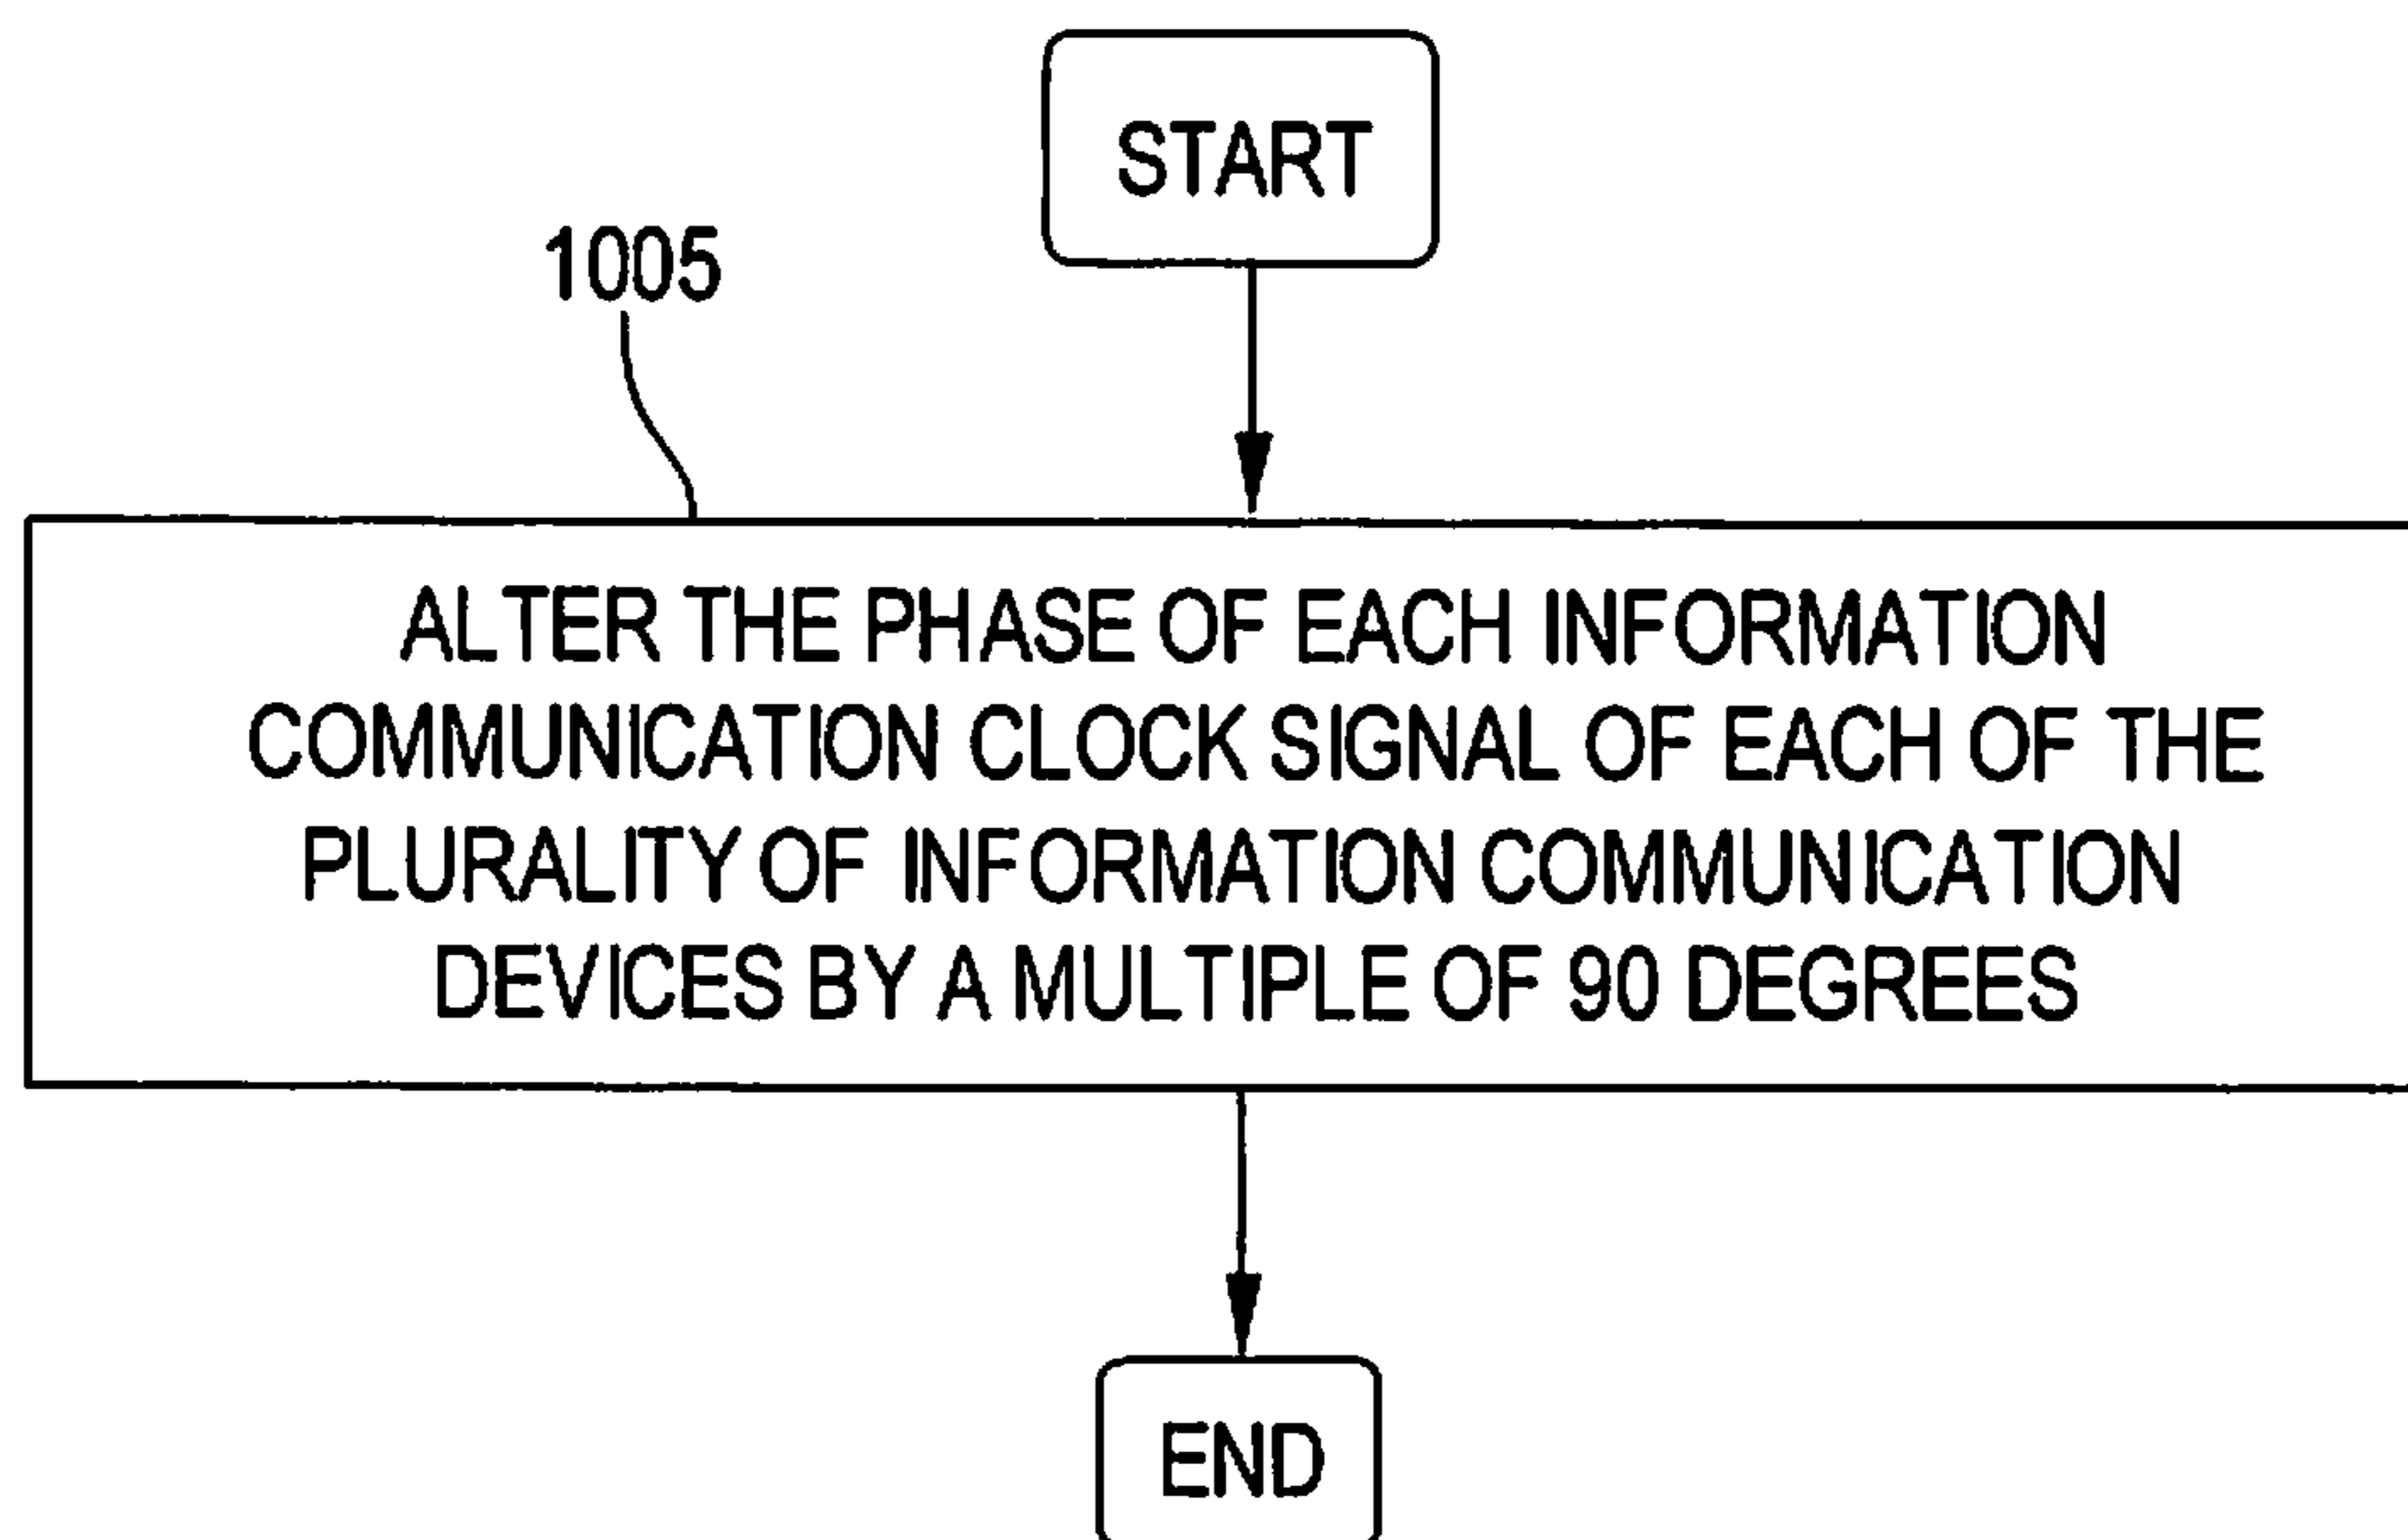 START
1005
ALTER THE PHASE OF EACH INFORMATION
COMMUNICATION CLOCK SIGNAL OF EACH OF THE
PLURALITY OF INFORMATION COMMUNICATION
DEVICES BY A MULTIPLE OF 90 DEGREES
END